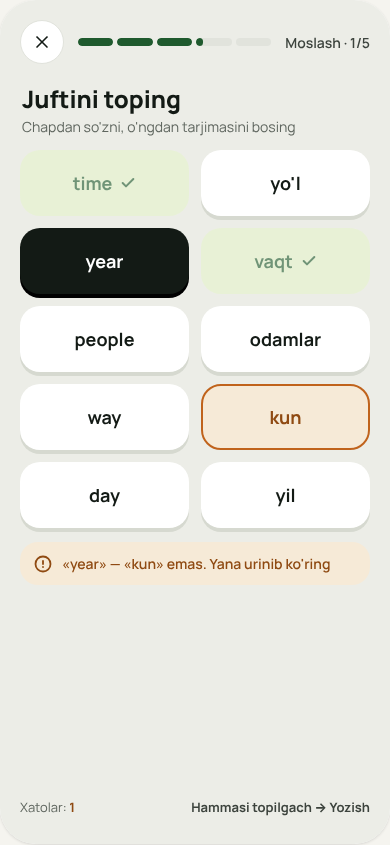 Moslash · 1/5
Juftini toping
Chapdan so'zni, o'ngdan tarjimasini bosing
time
yo'l
year
vaqt
people
odamlar
way
kun
day
yil
«year» — «kun» emas. Yana urinib ko'ring
Xatolar: 1
Hammasi topilgach → Yozish